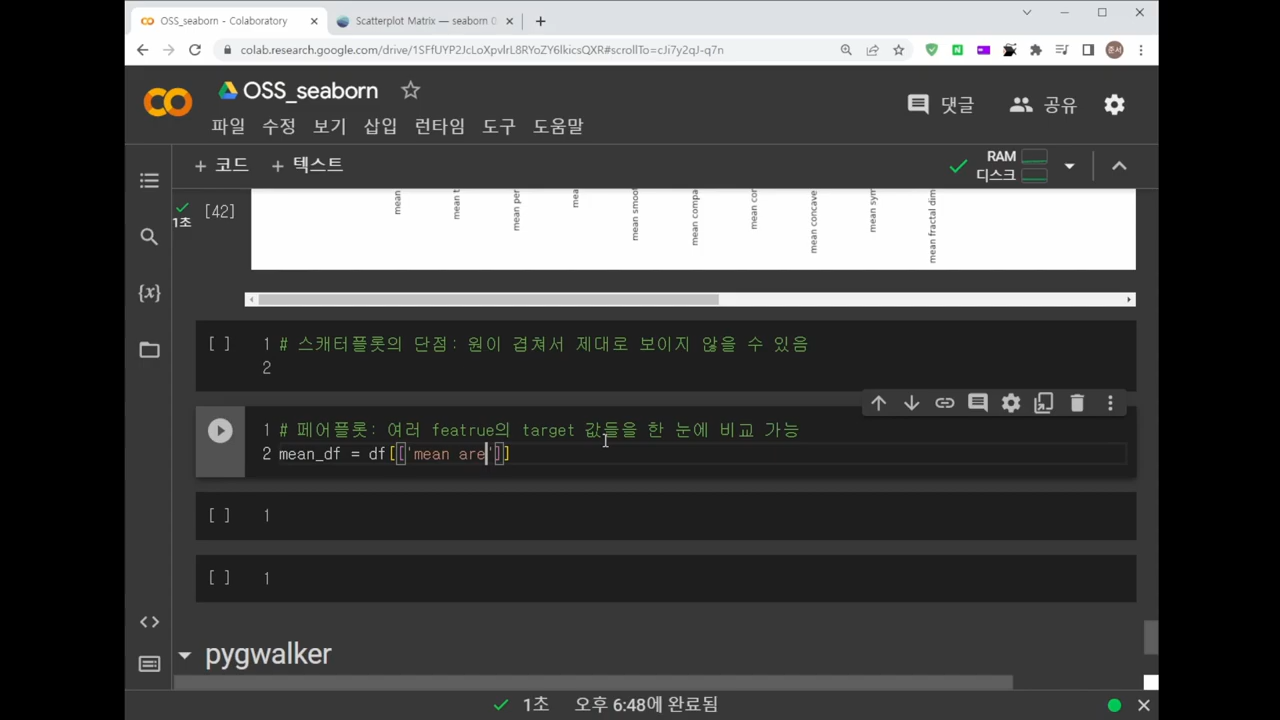 OSS_seaborn - Colaboratory
Scatterplot Matrix — seaborn 0
colab.research.google.com/drive/1SFfUYP2JcLoXpvlrL8RYoZY6lkicsQXR#scrollTo=cJi7y2qJ-q7n
준서
OSS_seaborn
댓글
공유
파일 수정 보기 삽입 런타임 도구 도움말
+ 코드 + 텍스트
RAM
디스크
[42]
1초
mean
mean t
mean per
mea
mean smoot
mean compa
mean cor
mean concave
mean syr
mean fractal dim
[ ]
1 # 스캐터플롯의 단점: 원이 겹쳐서 제대로 보이지 않을 수 있음
2
1 # 페어플롯: 여러 featrue의 target 값들을 한 눈에 비교 가능
2 mean_df = df[['mean are']]
[ ] 1
[ ] 1
pygwalker
1초 오후 6:48에 완료됨